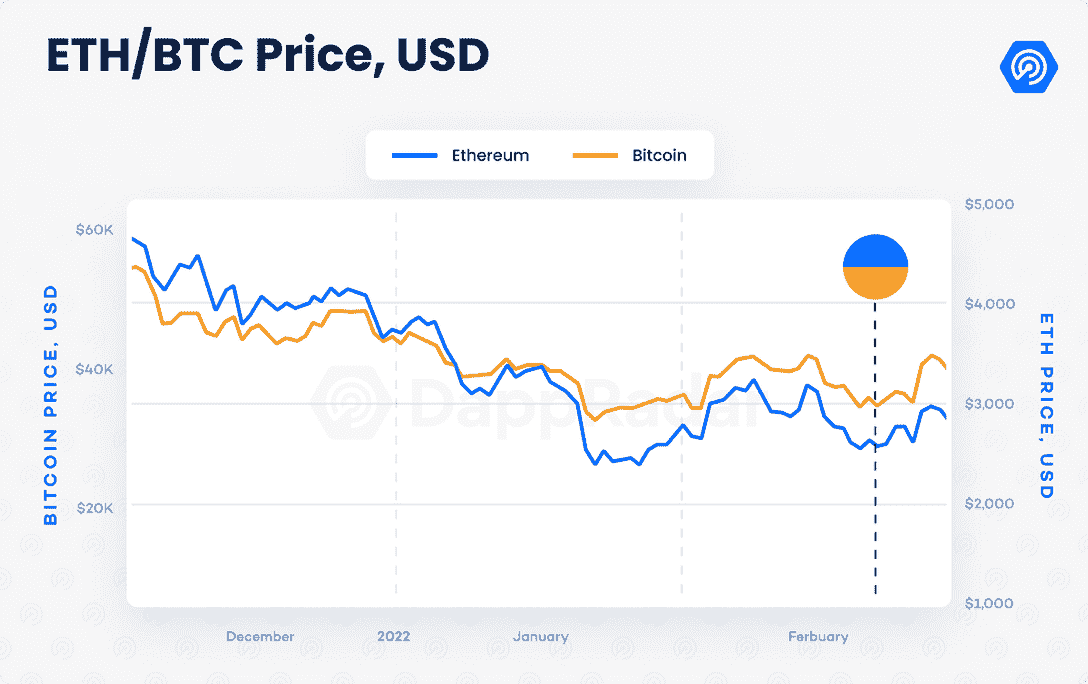 ETH/BTC Price, USD
Ethereum
Bitcoin
$60K
$40K
$20K
BITCOIN PRICE, USD
$5,000
$4,000
$3,000
$2,000
$1,000
ETH PRICE, USD
DappRadar
December
2022
January
Ferbuary